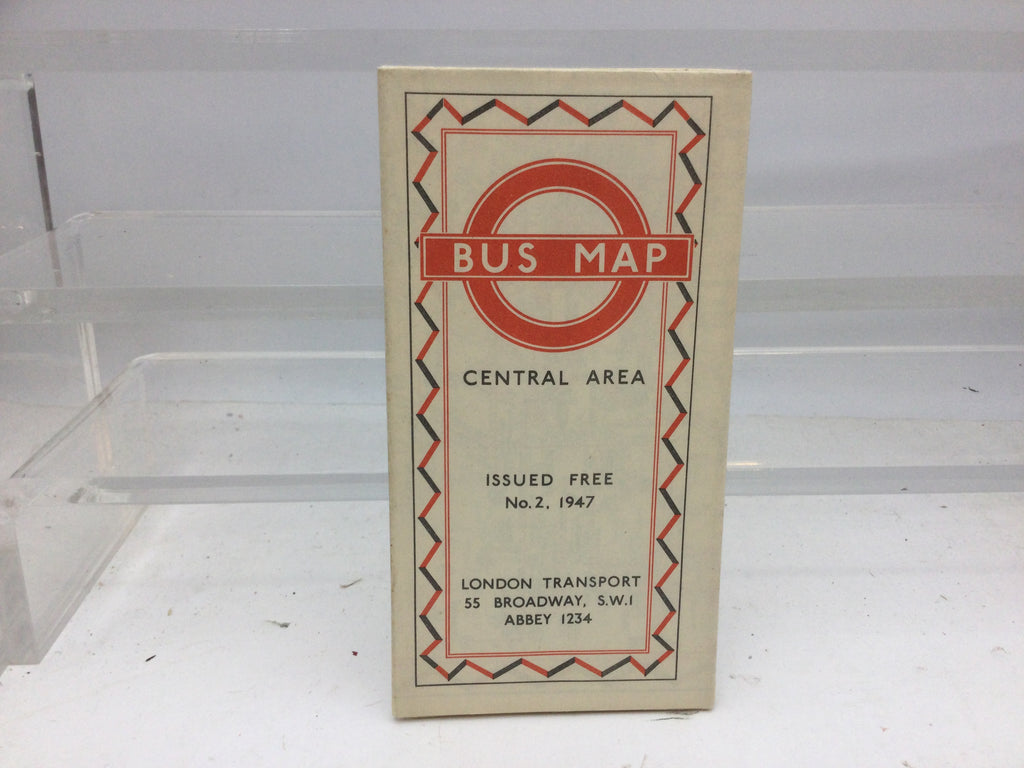 BUS MAP
CENTRAL AREA
ISSUED FREE
No. 2, 1947
LONDON TRANSPORT
55 BROADWAY, S.W.1
ABBEY 1234